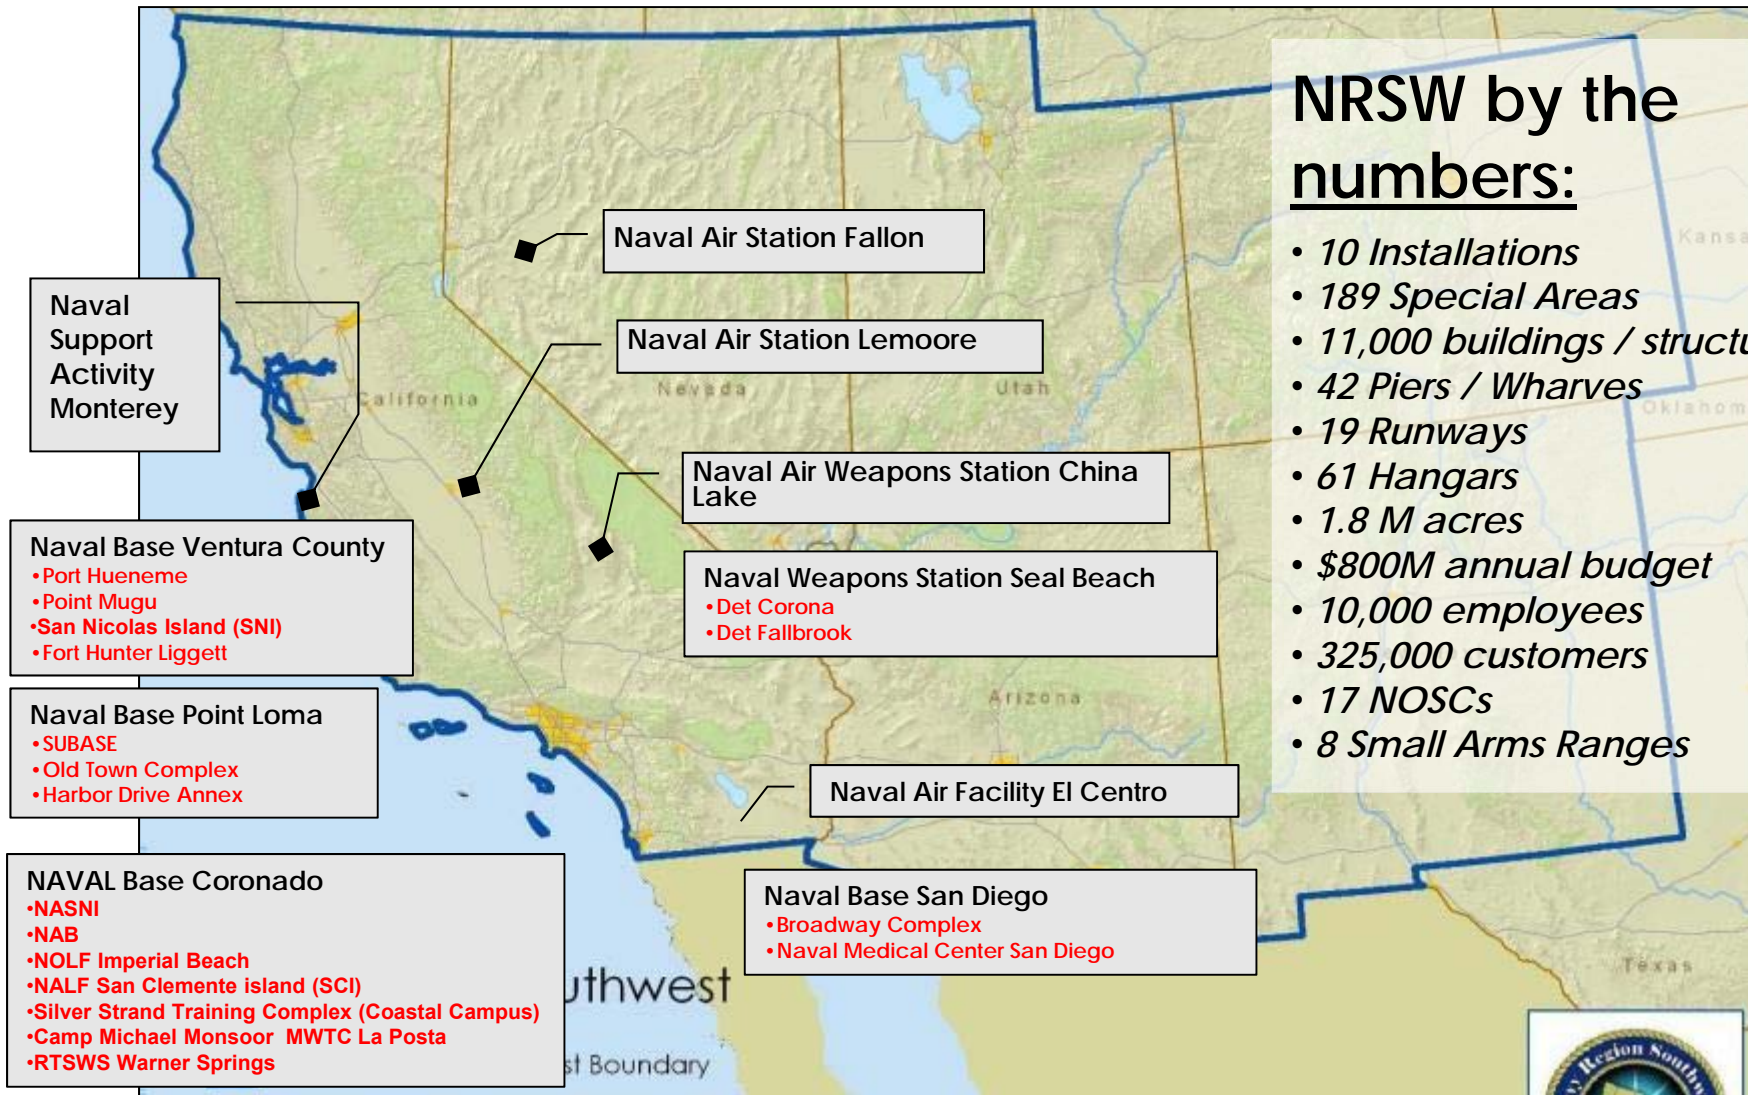 NRSW by the
numbers:
• 10 Installations
• 189 Special Areas
• 11,000 buildings / structu
• 42 Piers / Wharves
• 19 Runways
• 61 Hangars
• 1.8 M acres
• $800M annual budget
• 10,000 employees
• 325,000 customers
• 17 NOSCs
• 8 Small Arms Ranges
Naval Air Station Fallon
Naval
Support
Activity
Monterey
Naval Air Station Lemoore
Naval Air Weapons Station China
Lake
Naval Base Ventura County
•Port Hueneme
•Point Mugu
•San Nicolas Island (SNI)
•Fort Hunter Liggett
Naval Weapons Station Seal Beach
•Det Corona
•Det Fallbrook
Naval Base Point Loma
•SUBASE
•Old Town Complex
•Harbor Drive Annex
Naval Air Facility El Centro
NAVAL Base Coronado
•NASNI
•NAB
•NOLF Imperial Beach
•NALF San Clemente island (SCI)
•Silver Strand Training Complex (Coastal Campus)
•Camp Michael Monsoor MWTC La Posta
•RTSWS Warner Springs
Naval Base San Diego
•Broadway Complex
•Naval Medical Center San Diego
California
Nevada
Utah
Arizona
Kansa
Oklahom
Texas
uthwest
st Boundary
vy Region Southw